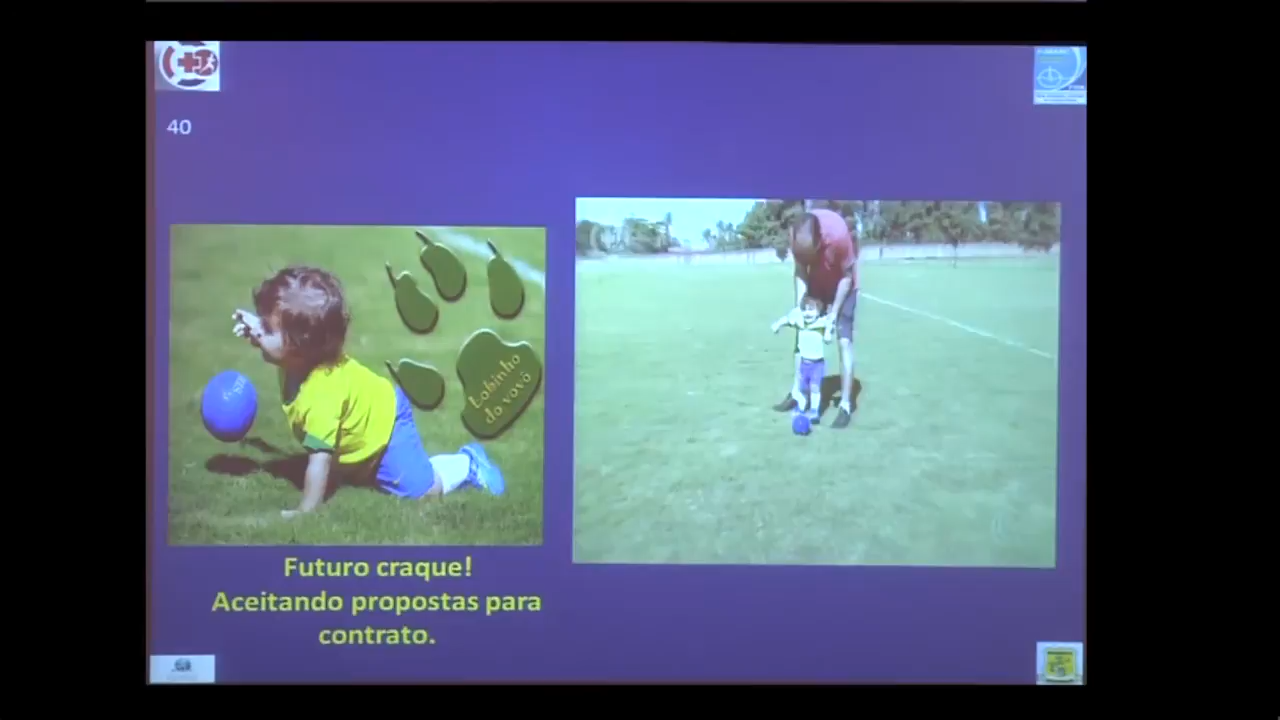 40
Lobinho
do vovô
Futuro craque!
Aceitando propostas para
contrato.